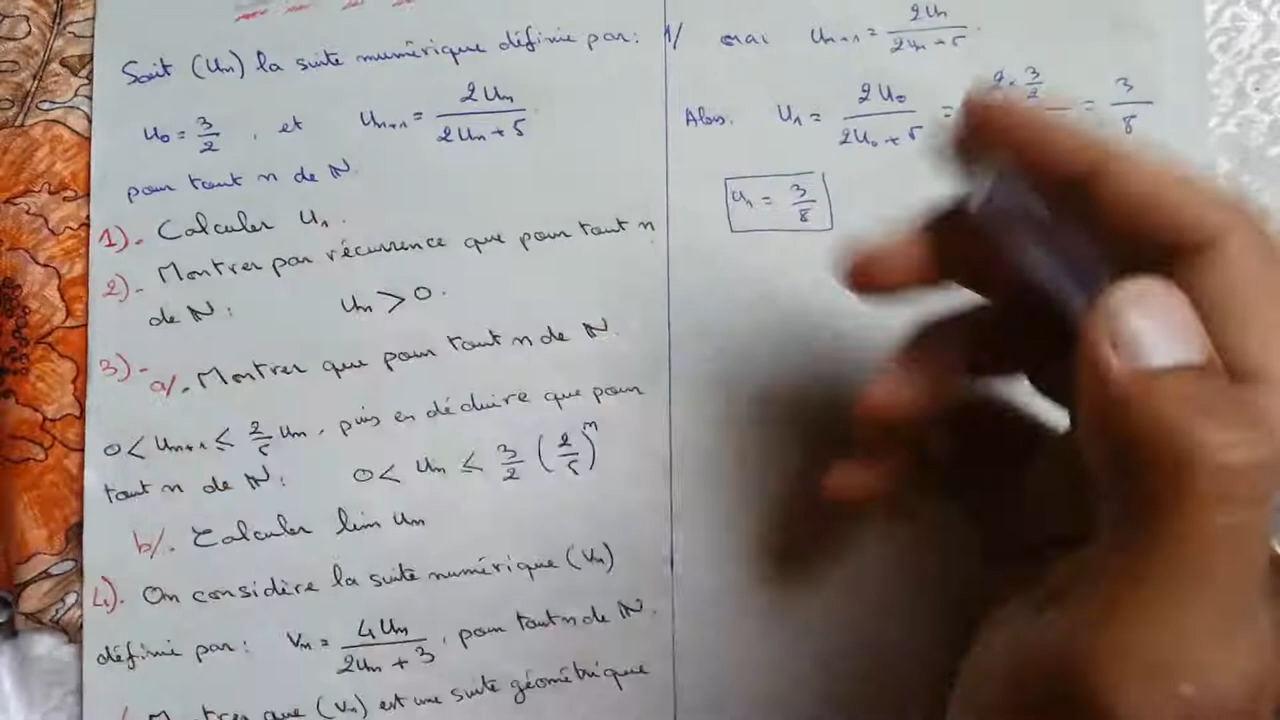 Soit (Un) la suite numérique définie par:
U0 = 3/2 , et Un+1 = 2Un / 2Un + 5
pour tout n de ℕ.
1)- Calculer U1.
2)- Montrer par récurrence que pour tout n
de ℕ: Un > 0.
3)-
a/- Montrer que pour tout n de ℕ.
0 < Un+1 ≤ 2/5 Un, puis en déduire que pour
tout n de ℕ: 0 < Un ≤ 3/2 (2/5)^n
b/. Calculer lim Un
4). On considère la suite numérique (Vn)
définie par: Vn = 4Un / 2Un + 3, pour tout n de ℕ.
que (Vn) est une suite géométrique
1/ Un+1 = 2Un / 2Un + 5
Alors. U1 = 2U0 / 2U0 + 5 = 2 × 3/2 = 3/8
U1 = 3/8